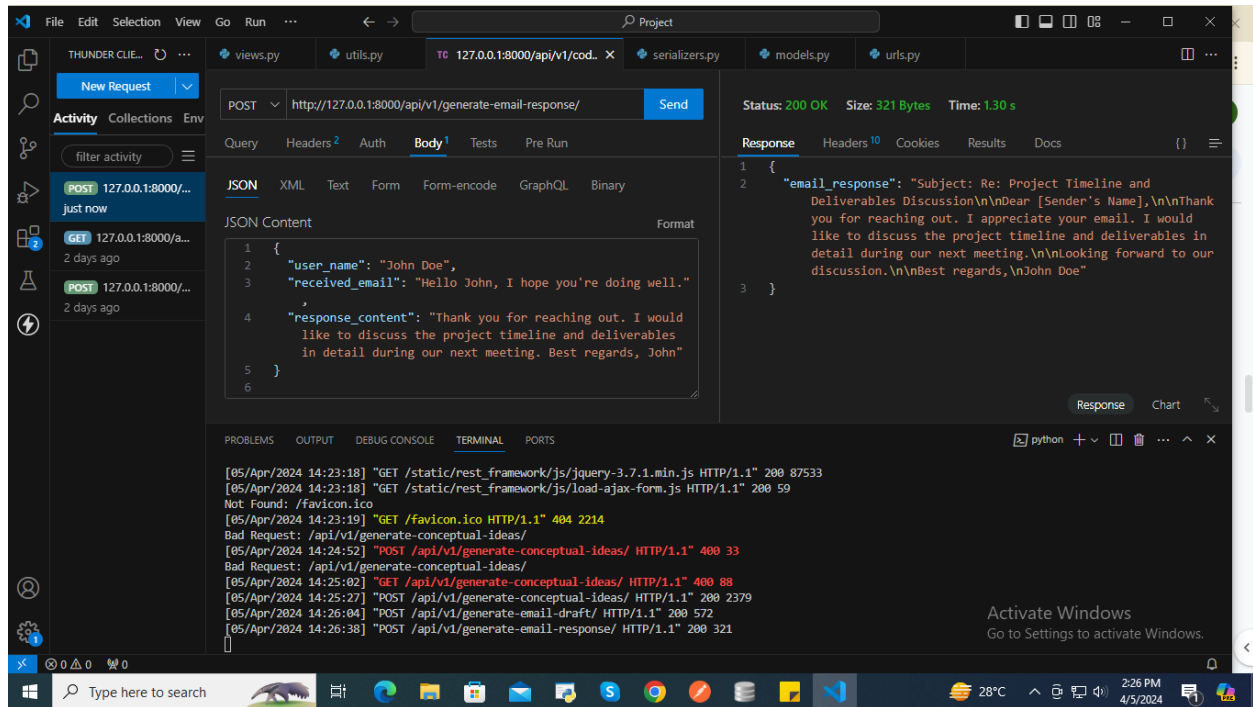 File Edit Selection View Go Run ··· ← → Project
THUNDER CLIE... ···
views.py utils.py TC 127.0.0.1:8000/api/v1/cod.. × serializers.py models.py urls.py ···
New Request
Activity Collections Env
filter activity
POST 127.0.0.1:8000/...
just now
GET 127.0.0.1:8000/a...
2 days ago
POST 127.0.0.1:8000/...
2 days ago
2
1
POST http://127.0.0.1:8000/api/v1/generate-email-response/ Send
Query Headers 2 Auth Body 1 Tests Pre Run
JSON XML Text Form Form-encode GraphQL Binary
JSON Content Format
1 {
2 "user_name": "John Doe",
3 "received_email": "Hello John, I hope you're doing well."
,
4 "response_content": "Thank you for reaching out. I would
like to discuss the project timeline and deliverables
in detail during our next meeting. Best regards, John"
5 }
6
Status: 200 OK Size: 321 Bytes Time: 1.30 s
Response Headers 10 Cookies Results Docs { }
1 {
2 "email_response": "Subject: Re: Project Timeline and
Deliverables Discussion\n\nDear [Sender's Name],\n\nThank
you for reaching out. I appreciate your email. I would
like to discuss the project timeline and deliverables in
detail during our next meeting.\n\nLooking forward to our
discussion.\n\nBest regards,\nJohn Doe"
3 }
Response Chart
PROBLEMS OUTPUT DEBUG CONSOLE TERMINAL PORTS python ···
[05/Apr/2024 14:23:18] "GET /static/rest_framework/js/jquery-3.7.1.min.js HTTP/1.1" 200 87533
[05/Apr/2024 14:23:18] "GET /static/rest_framework/js/load-ajax-form.js HTTP/1.1" 200 59
Not Found: /favicon.ico
[05/Apr/2024 14:23:19] "GET /favicon.ico HTTP/1.1" 404 2214
Bad Request: /api/v1/generate-conceptual-ideas/
[05/Apr/2024 14:24:52] "POST /api/v1/generate-conceptual-ideas/ HTTP/1.1" 400 33
Bad Request: /api/v1/generate-conceptual-ideas/
[05/Apr/2024 14:25:02] "GET /api/v1/generate-conceptual-ideas/ HTTP/1.1" 400 88
[05/Apr/2024 14:25:27] "POST /api/v1/generate-conceptual-ideas/ HTTP/1.1" 200 2379
[05/Apr/2024 14:26:04] "POST /api/v1/generate-email-draft/ HTTP/1.1" 200 572
[05/Apr/2024 14:26:38] "POST /api/v1/generate-email-response/ HTTP/1.1" 200 321
Activate Windows
Go to Settings to activate Windows.
0 0 0
Type here to search 28°C 2:26 PM
4/5/2024 1